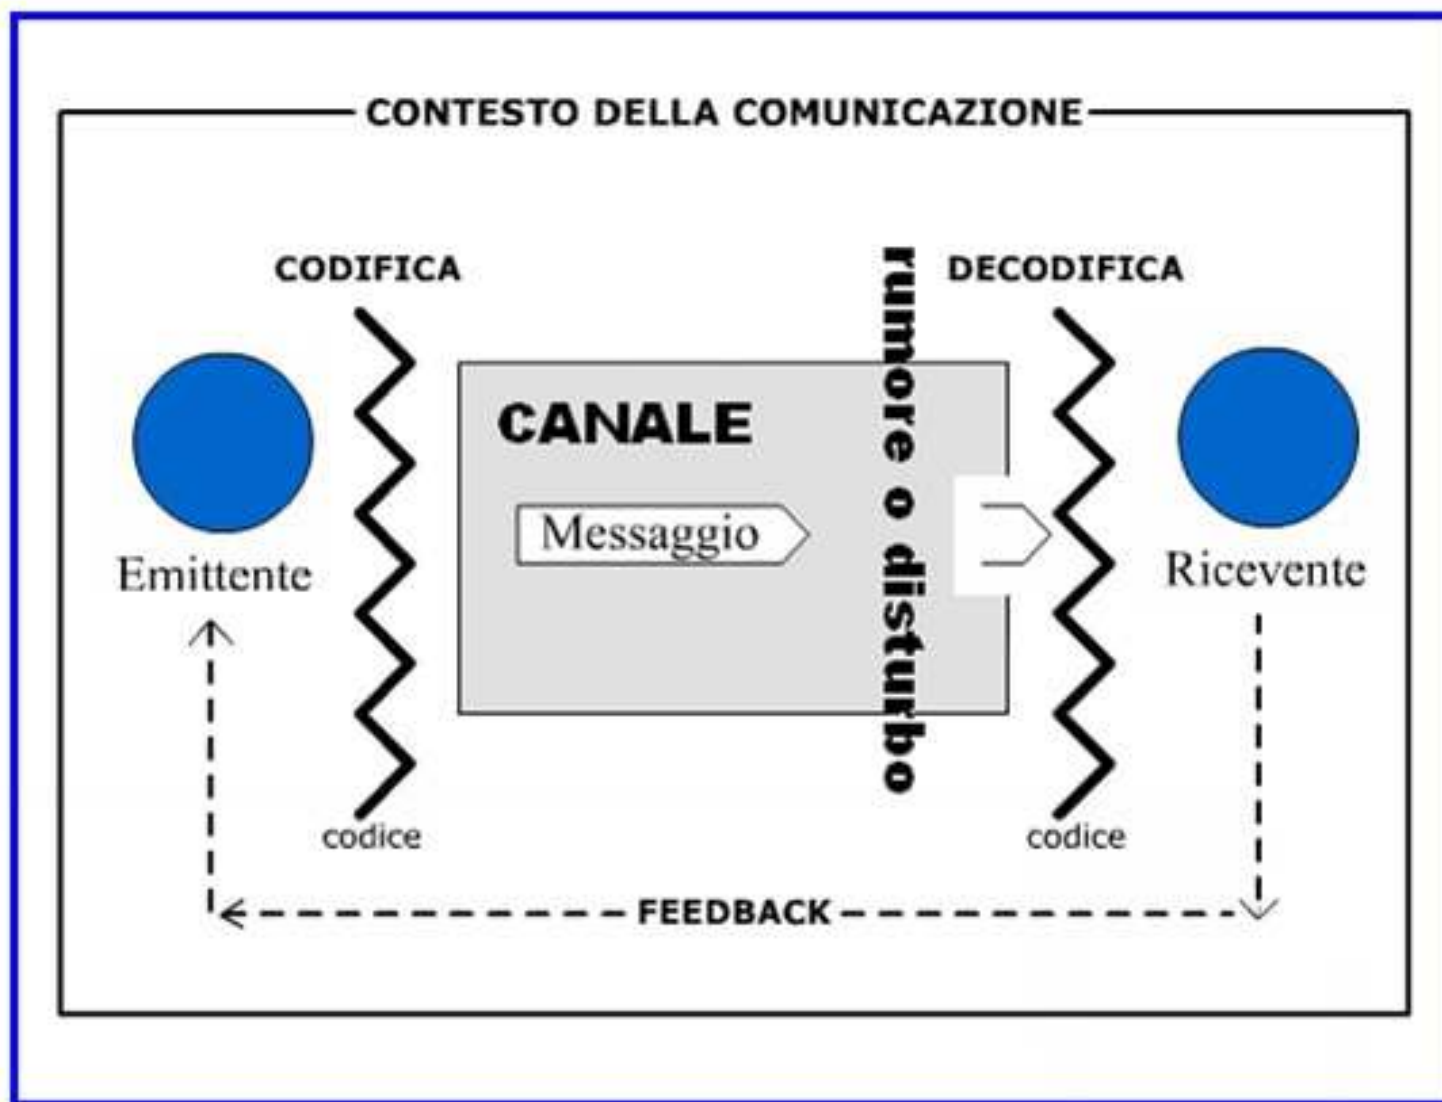 CONTESTO DELLA COMUNICAZIONE
CODIFICA
DECODIFICA
rumore o disturbo
CANALE
Messaggio
Emittente
Ricevente
codice
codice
FEEDBACK